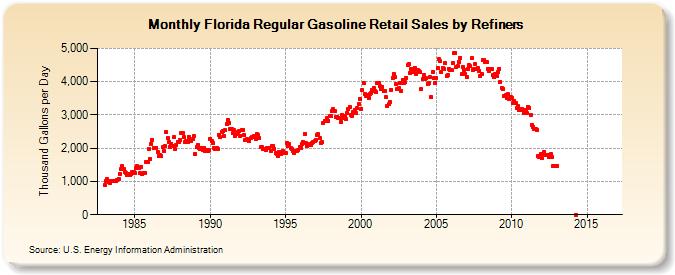 Monthly Florida Regular Gasoline Retail Sales by Refiners
Thousand Gallons per Day
5,000
4,000
3,000
2,000
1,000
0
1985 1990 1995 2000 2005 2010 2015
Source: U.S. Energy Information Administration